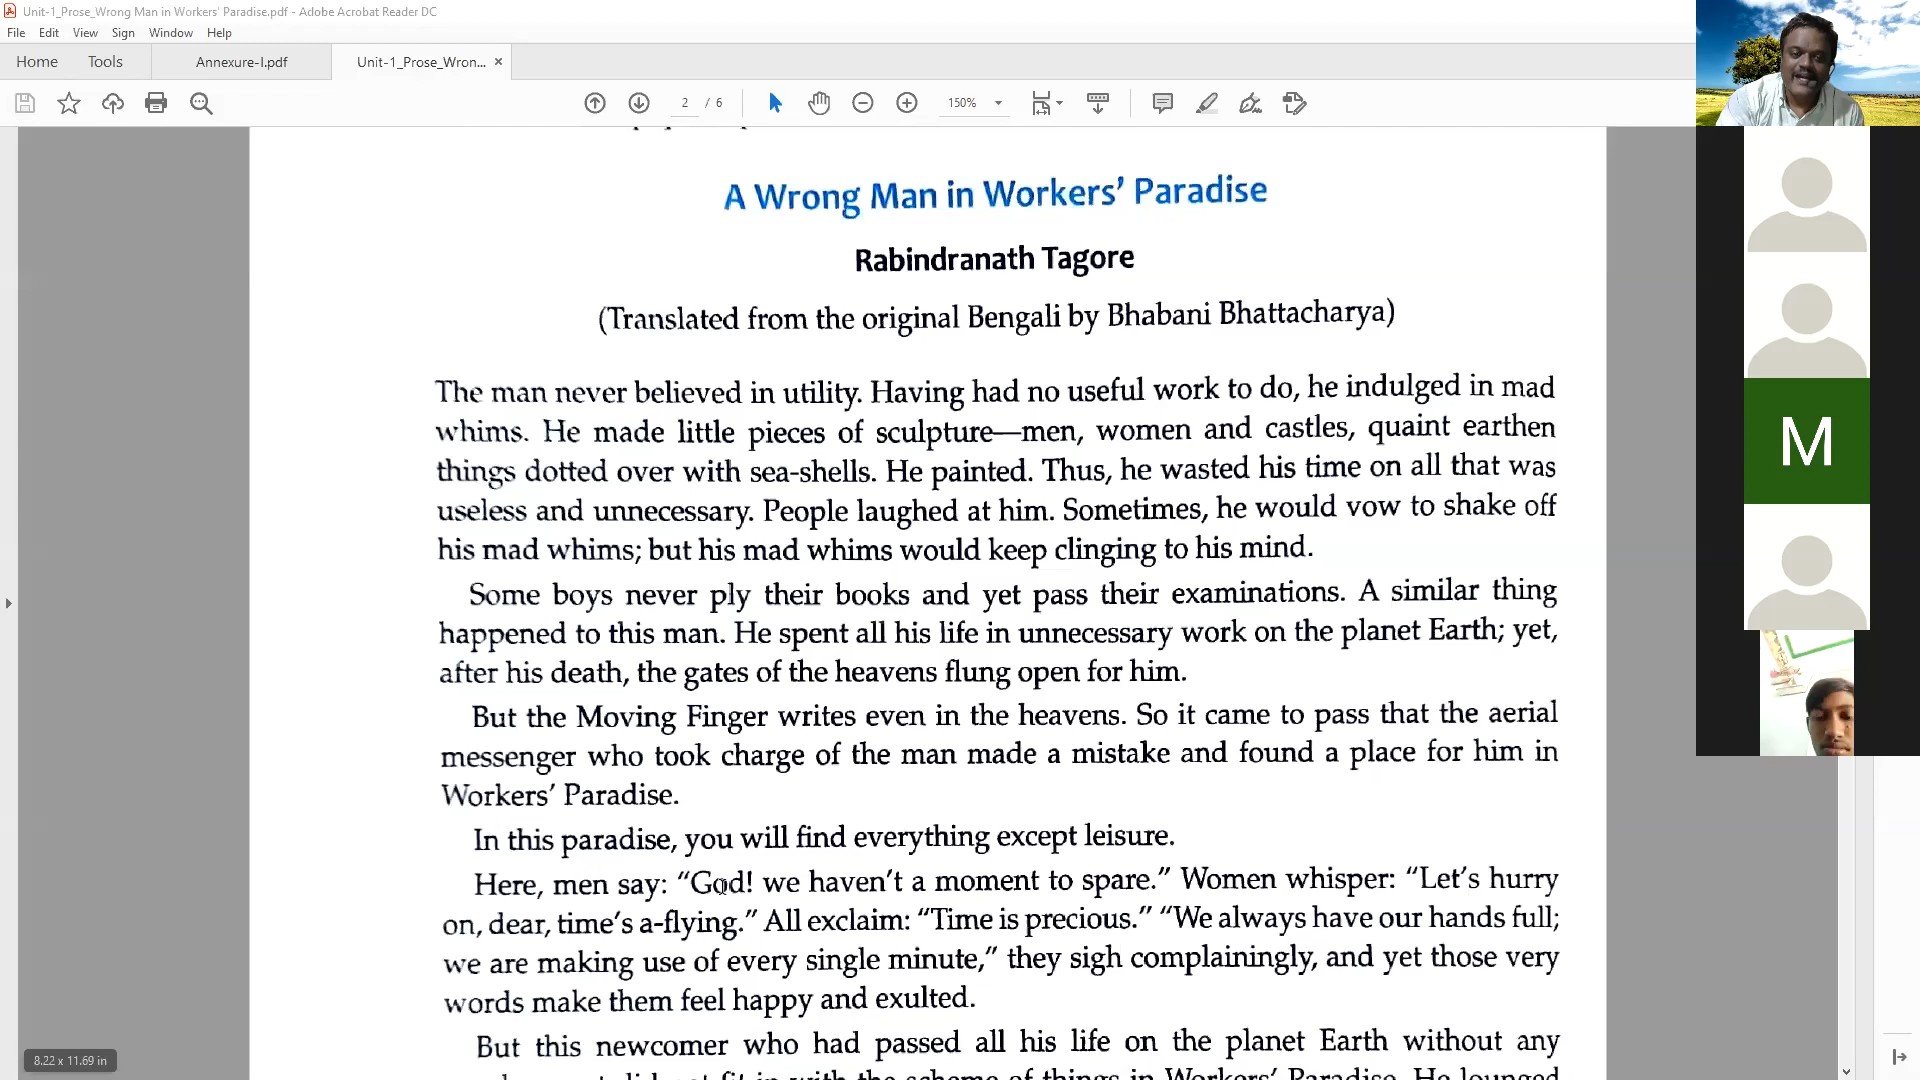 Unit-1_Prose_Wrong Man in Workers' Paradise.pdf - Adobe Acrobat Reader DC
File Edit View Sign Window Help
Home Tools Annexure-I.pdf Unit-1_Prose_Wron... ×
2 / 6 150%
A Wrong Man in Workers’ Paradise
Rabindranath Tagore
(Translated from the original Bengali by Bhabani Bhattacharya)
The man never believed in utility. Having had no useful work to do, he indulged in mad
whims. He made little pieces of sculpture—men, women and castles, quaint earthen
things dotted over with sea-shells. He painted. Thus, he wasted his time on all that was
useless and unnecessary. People laughed at him. Sometimes, he would vow to shake off
his mad whims; but his mad whims would keep clinging to his mind.
Some boys never ply their books and yet pass their examinations. A similar thing
happened to this man. He spent all his life in unnecessary work on the planet Earth; yet,
after his death, the gates of the heavens flung open for him.
But the Moving Finger writes even in the heavens. So it came to pass that the aerial
messenger who took charge of the man made a mistake and found a place for him in
Workers’ Paradise.
In this paradise, you will find everything except leisure.
Here, men say: “God! we haven’t a moment to spare.” Women whisper: “Let’s hurry
on, dear, time’s a-flying.” All exclaim: “Time is precious.” “We always have our hands full;
we are making use of every single minute,” they sigh complainingly, and yet those very
words make them feel happy and exulted.
But this newcomer who had passed all his life on the planet Earth without any
did not fit in with the scheme of things in Workers’ Paradise. He lounged
M
8.22 x 11.69 in